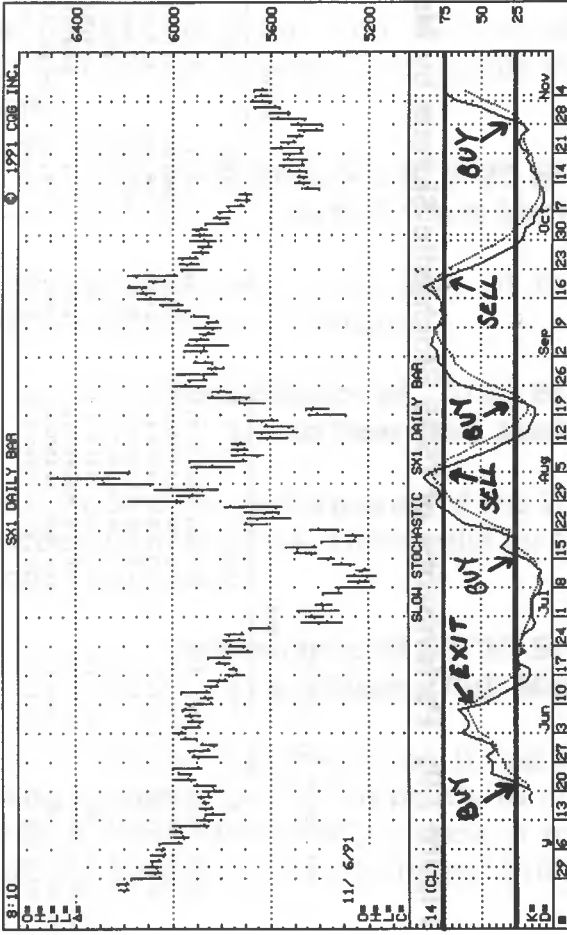 8:10 SX1 DAILY BAR © 1991 CQG INC.
O=
H=
L=
L=
Δ=
6400
6000
5600
5200
11/ 6/91
O=
H=
L=
C=
14 (CL) SLOW STOCHASTIC SX1 DAILY BAR
75
50
25
BUY
EXIT
BUY
SELL
BUY
SELL
BUY
K=
D=
y Jun Jul Aug Sep Oct Nov
29 6 13 20 27 3 10 17 24 1 8 15 22 29 5 12 19 26 2 9 16 23 30 7 14 21 28 4